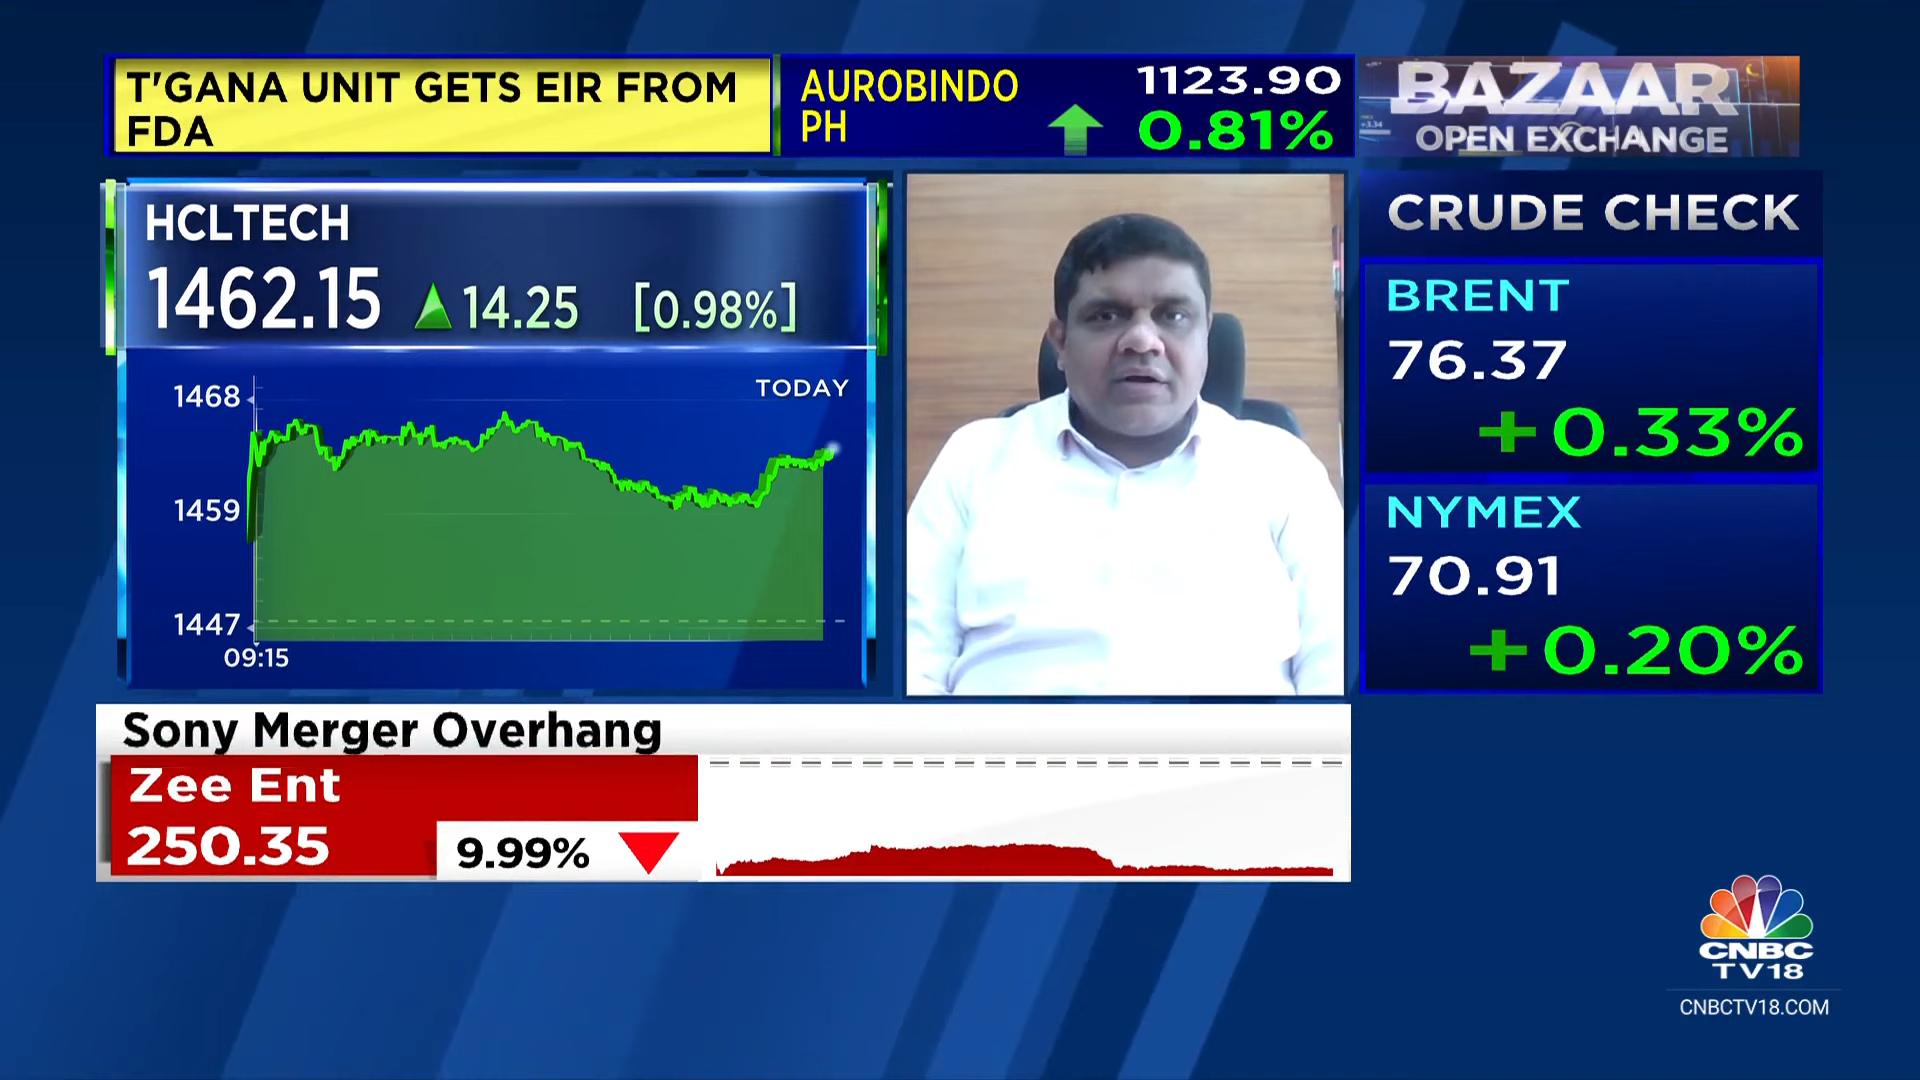 T'GANA UNIT GETS EIR FROM
FDA
AUROBINDO
PH
1123.90
0.81%
BAZAAR
OPEN EXCHANGE
HCLTECH
1462.15 14.25 [0.98%]
TODAY
1468
1459
1447
09:15
CRUDE CHECK
BRENT
76.37
+0.33%
NYMEX
70.91
+0.20%
Sony Merger Overhang
Zee Ent
250.35
9.99%
CNBC
TV18
CNBCTV18.COM